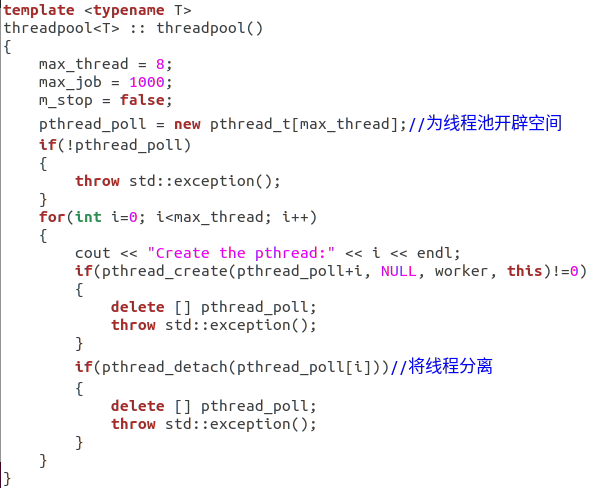 template <typename T>
threadpool<T> :: threadpool()
{
    max_thread = 8;
    max_job = 1000;
    m_stop = false;
    pthread_poll = new pthread_t[max_thread];//为线程池开辟空间
    if(!pthread_poll)
    {
        throw std::exception();
    }
    for(int i=0; i<max_thread; i++)
    {
        cout << "Create the pthread:" << i << endl;
        if(pthread_create(pthread_poll+i, NULL, worker, this)!=0)
        {
            delete [] pthread_poll;
            throw std::exception();
        }
        if(pthread_detach(pthread_poll[i]))//将线程分离
        {
            delete [] pthread_poll;
            throw std::exception();
        }
    }
}